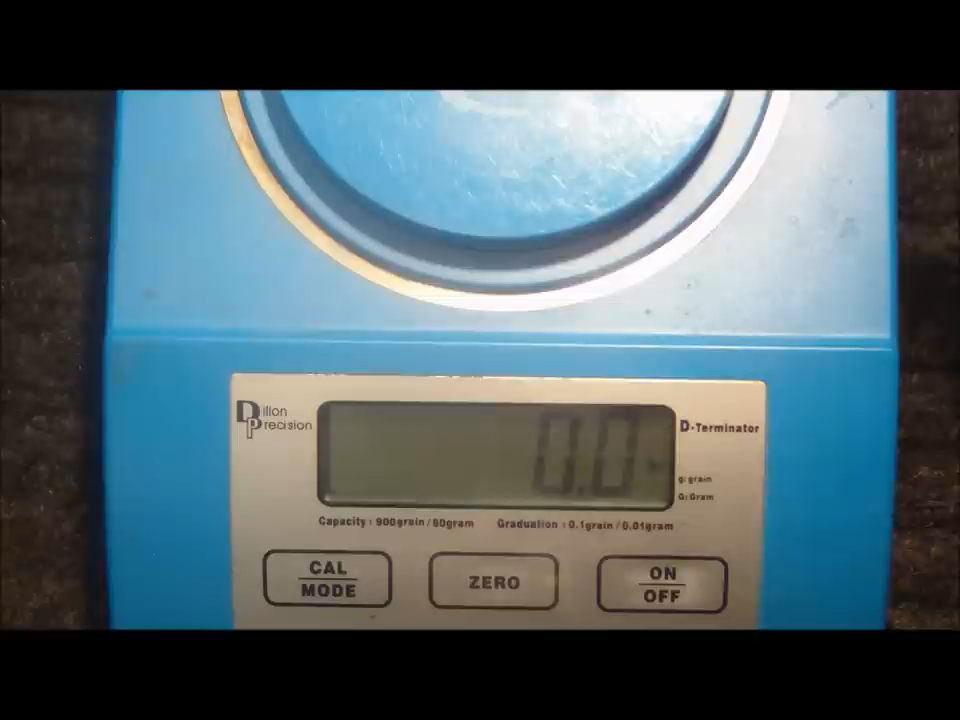 Dillon
Precision
0.0
D-Terminator
g: grain
G: Gram
Capacity : 900grain / 60gram
Graduation : 0.1grain / 0.01gram
CAL
MODE
ZERO
ON
OFF